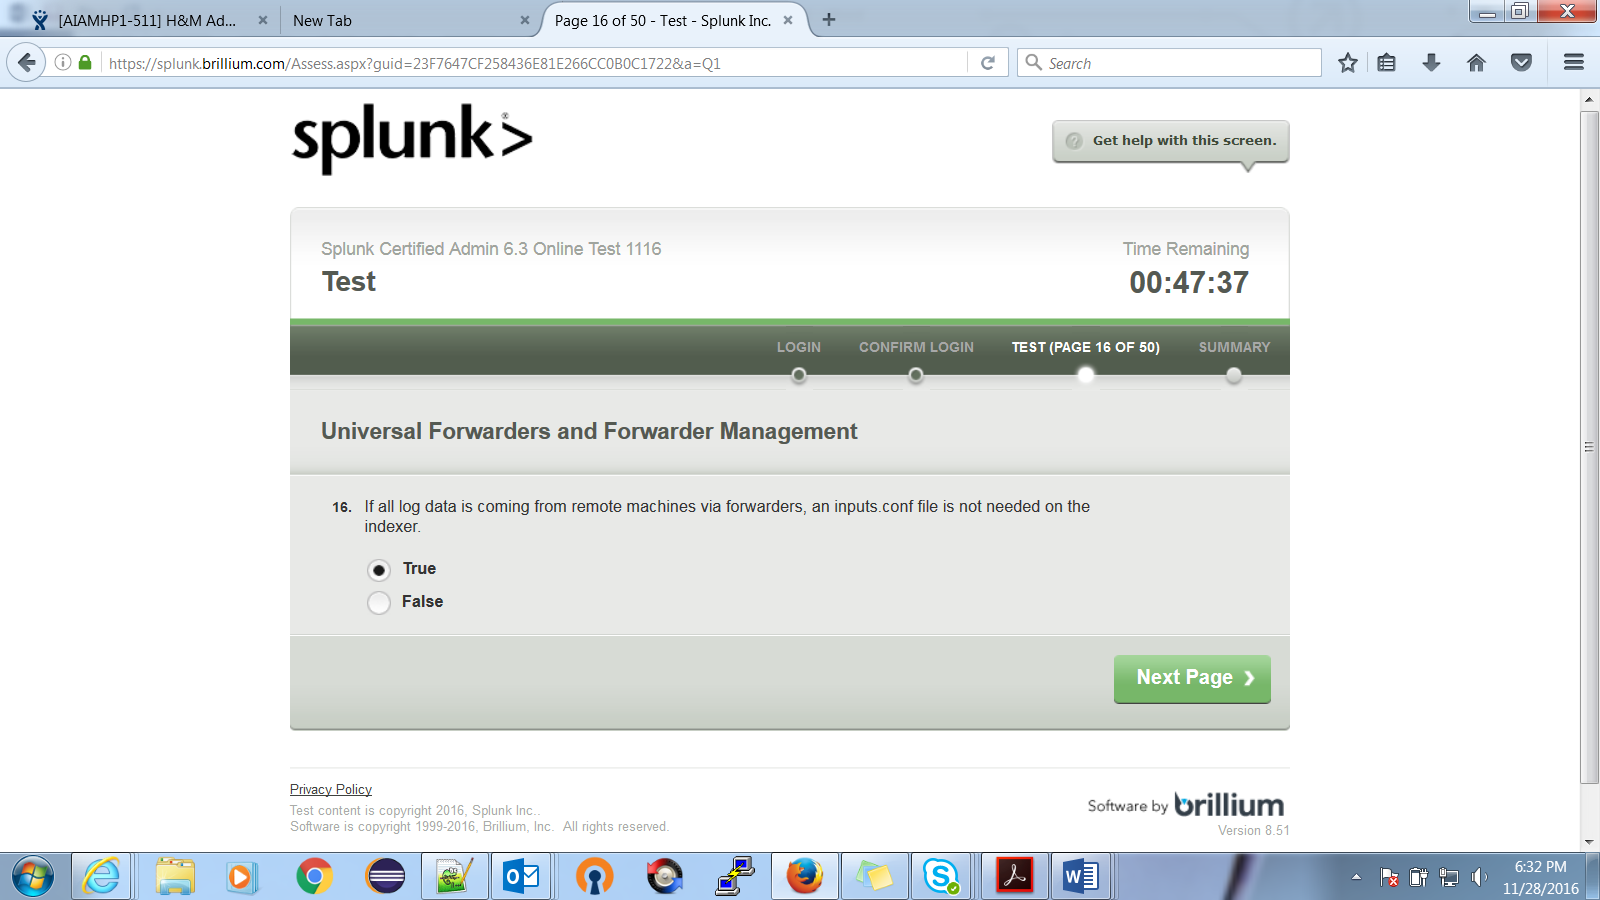 [AIAMHP1-511] H&M Ad...
New Tab
Page 16 of 50 - Test - Splunk Inc.
https://splunk.brillium.com/Assess.aspx?guid=23F7647CF258436E81E266CC0B0C1722&a=Q1
Search
splunk>
Get help with this screen.
Splunk Certified Admin 6.3 Online Test 1116
Time Remaining
Test
00:47:37
LOGIN
CONFIRM LOGIN
TEST (PAGE 16 OF 50)
SUMMARY
Universal Forwarders and Forwarder Management
16. If all log data is coming from remote machines via forwarders, an inputs.conf file is not needed on the
indexer.
True
False
Next Page
Privacy Policy
Test content is copyright 2016, Splunk Inc..
Software is copyright 1999-2016, Brillium, Inc. All rights reserved.
Software by brillium
Version 8.51
6:32 PM
11/28/2016